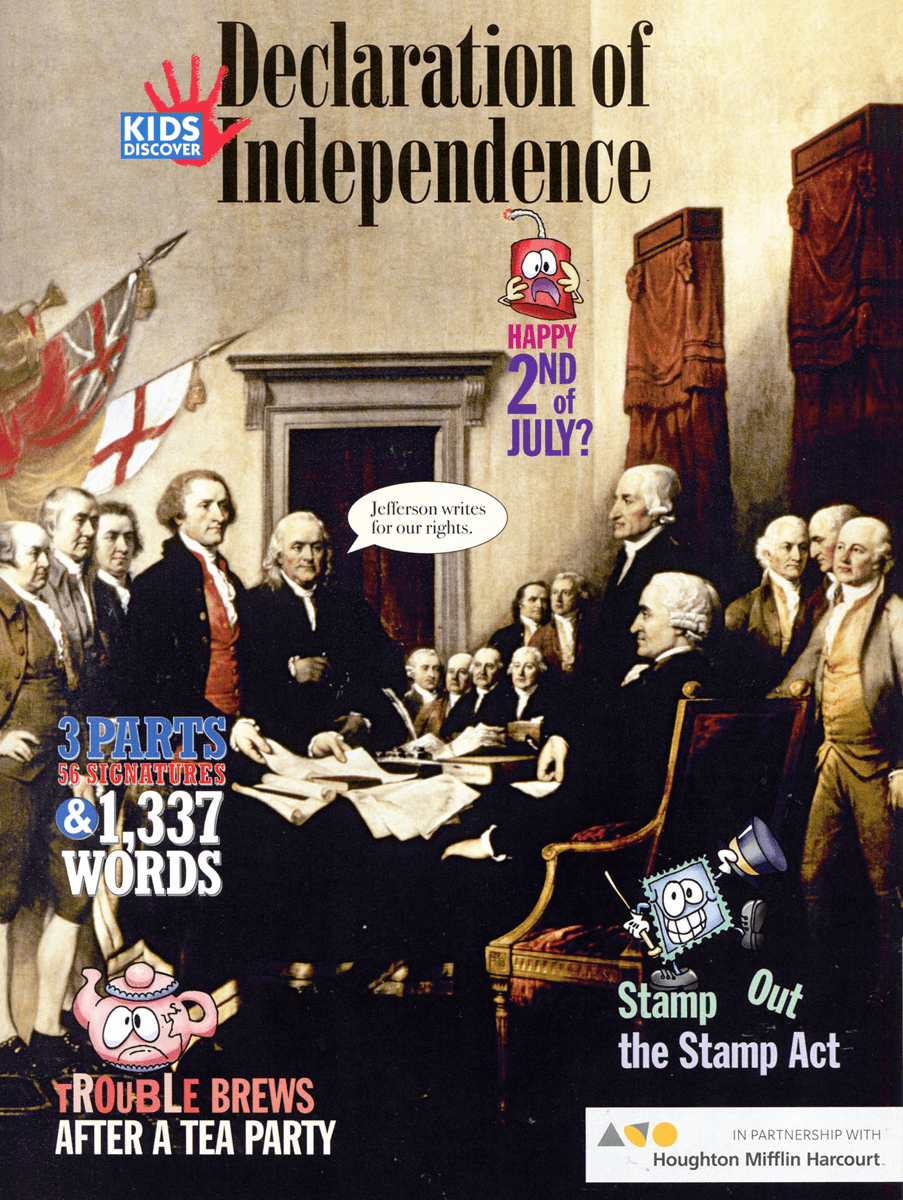 Declaration of
Independence
KIDS
DISCOVER
HAPPY
2ND
of
JULY?
Jefferson writes
for our rights.
3 PARTS
56 SIGNATURES
& 1,337
WORDS
Stamp Out
the Stamp Act
TROUBLE BREWS
AFTER A TEA PARTY
IN PARTNERSHIP WITH
Houghton Mifflin Harcourt